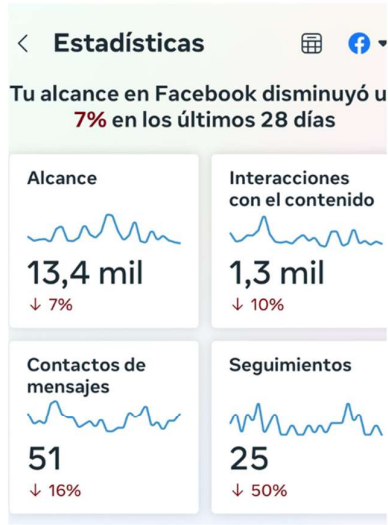 Estadísticas
Tu alcance en Facebook disminuyó u
7% en los últimos 28 días
Alcance
13,4 mil
↓ 7%
Interacciones
con el contenido
1,3 mil
↓ 10%
Contactos de
mensajes
51
↓ 16%
Seguimientos
25
↓ 50%